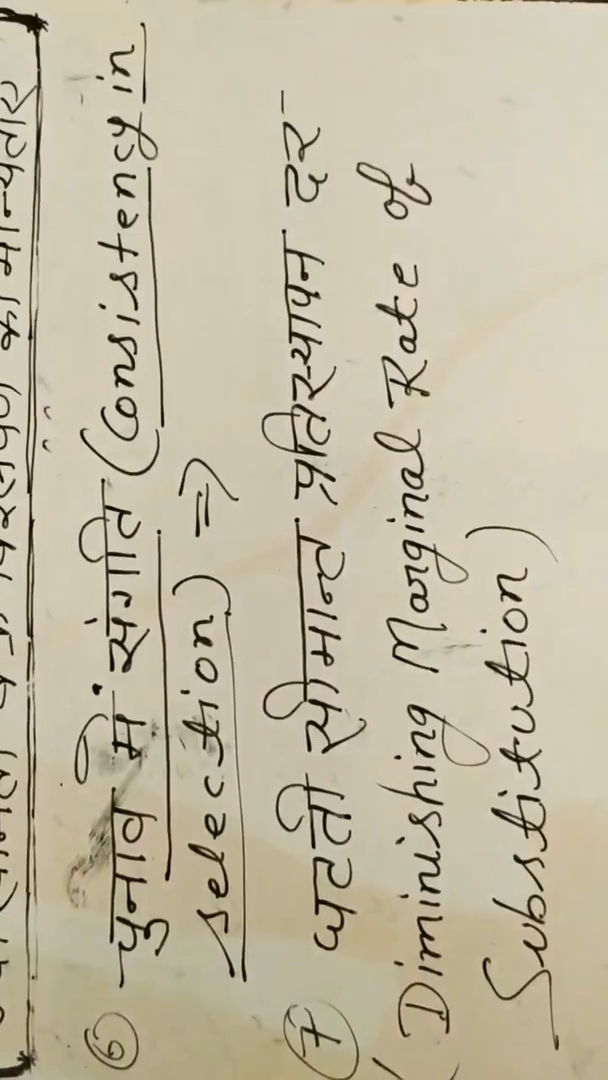 ⑥ चुनाव में संगति (Consistency in
selection) ⇒
⑦ घटती सीमान्त प्रतिस्थापन दर -
(Diminishing Marginal Rate of
Substitution)